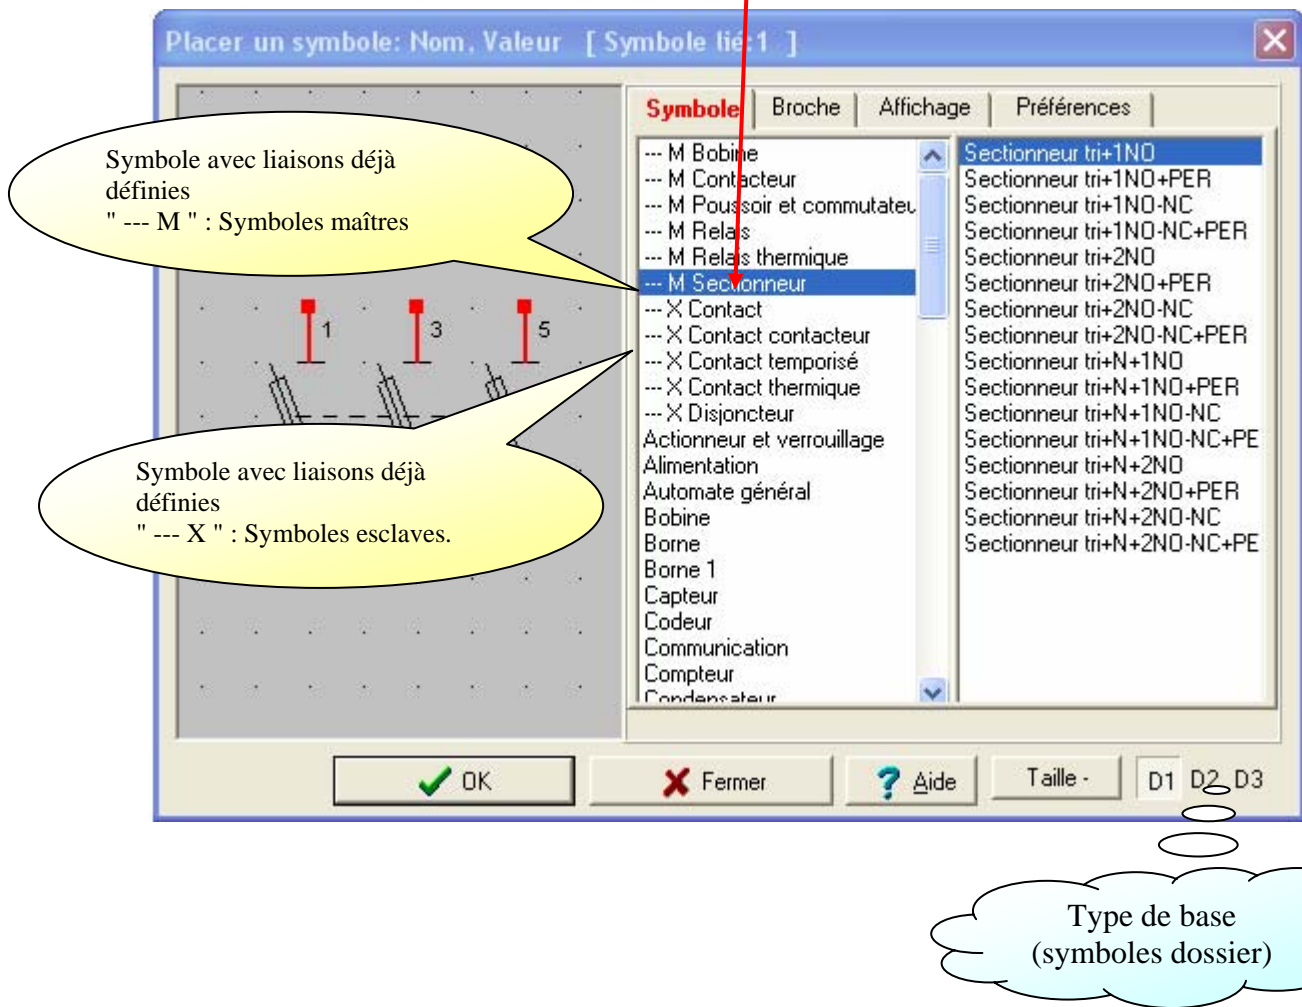 Placer un symbole: Nom, Valeur [ Symbole lié:1 ]
Symbole
Broche
Affichage
Préférences
Symbole avec liaisons déjà
définies
" --- M " : Symboles maîtres
1
3
5
Symbole avec liaisons déjà
définies
" --- X " : Symboles esclaves.
--- M Bobine
--- M Contacteur
--- M Poussoir et commutateu
--- M Relais
--- M Relais thermique
--- M Sectionneur
--- X Contact
--- X Contact contacteur
--- X Contact temporisé
--- X Contact thermique
--- X Disjoncteur
Actionneur et verrouillage
Alimentation
Automate général
Bobine
Borne
Borne 1
Capteur
Codeur
Communication
Compteur
Condensateur
Sectionneur tri+1NO
Sectionneur tri+1NO+PER
Sectionneur tri+1NO-NC
Sectionneur tri+1NO-NC+PER
Sectionneur tri+2NO
Sectionneur tri+2NO+PER
Sectionneur tri+2NO-NC
Sectionneur tri+2NO-NC+PER
Sectionneur tri+N+1NO
Sectionneur tri+N+1NO+PER
Sectionneur tri+N+1NO-NC
Sectionneur tri+N+1NO-NC+PE
Sectionneur tri+N+2NO
Sectionneur tri+N+2NO+PER
Sectionneur tri+N+2NO-NC
Sectionneur tri+N+2NO-NC+PE
OK
Fermer
Aide
Taille -
D1 D2 D3
Type de base
(symboles dossier)